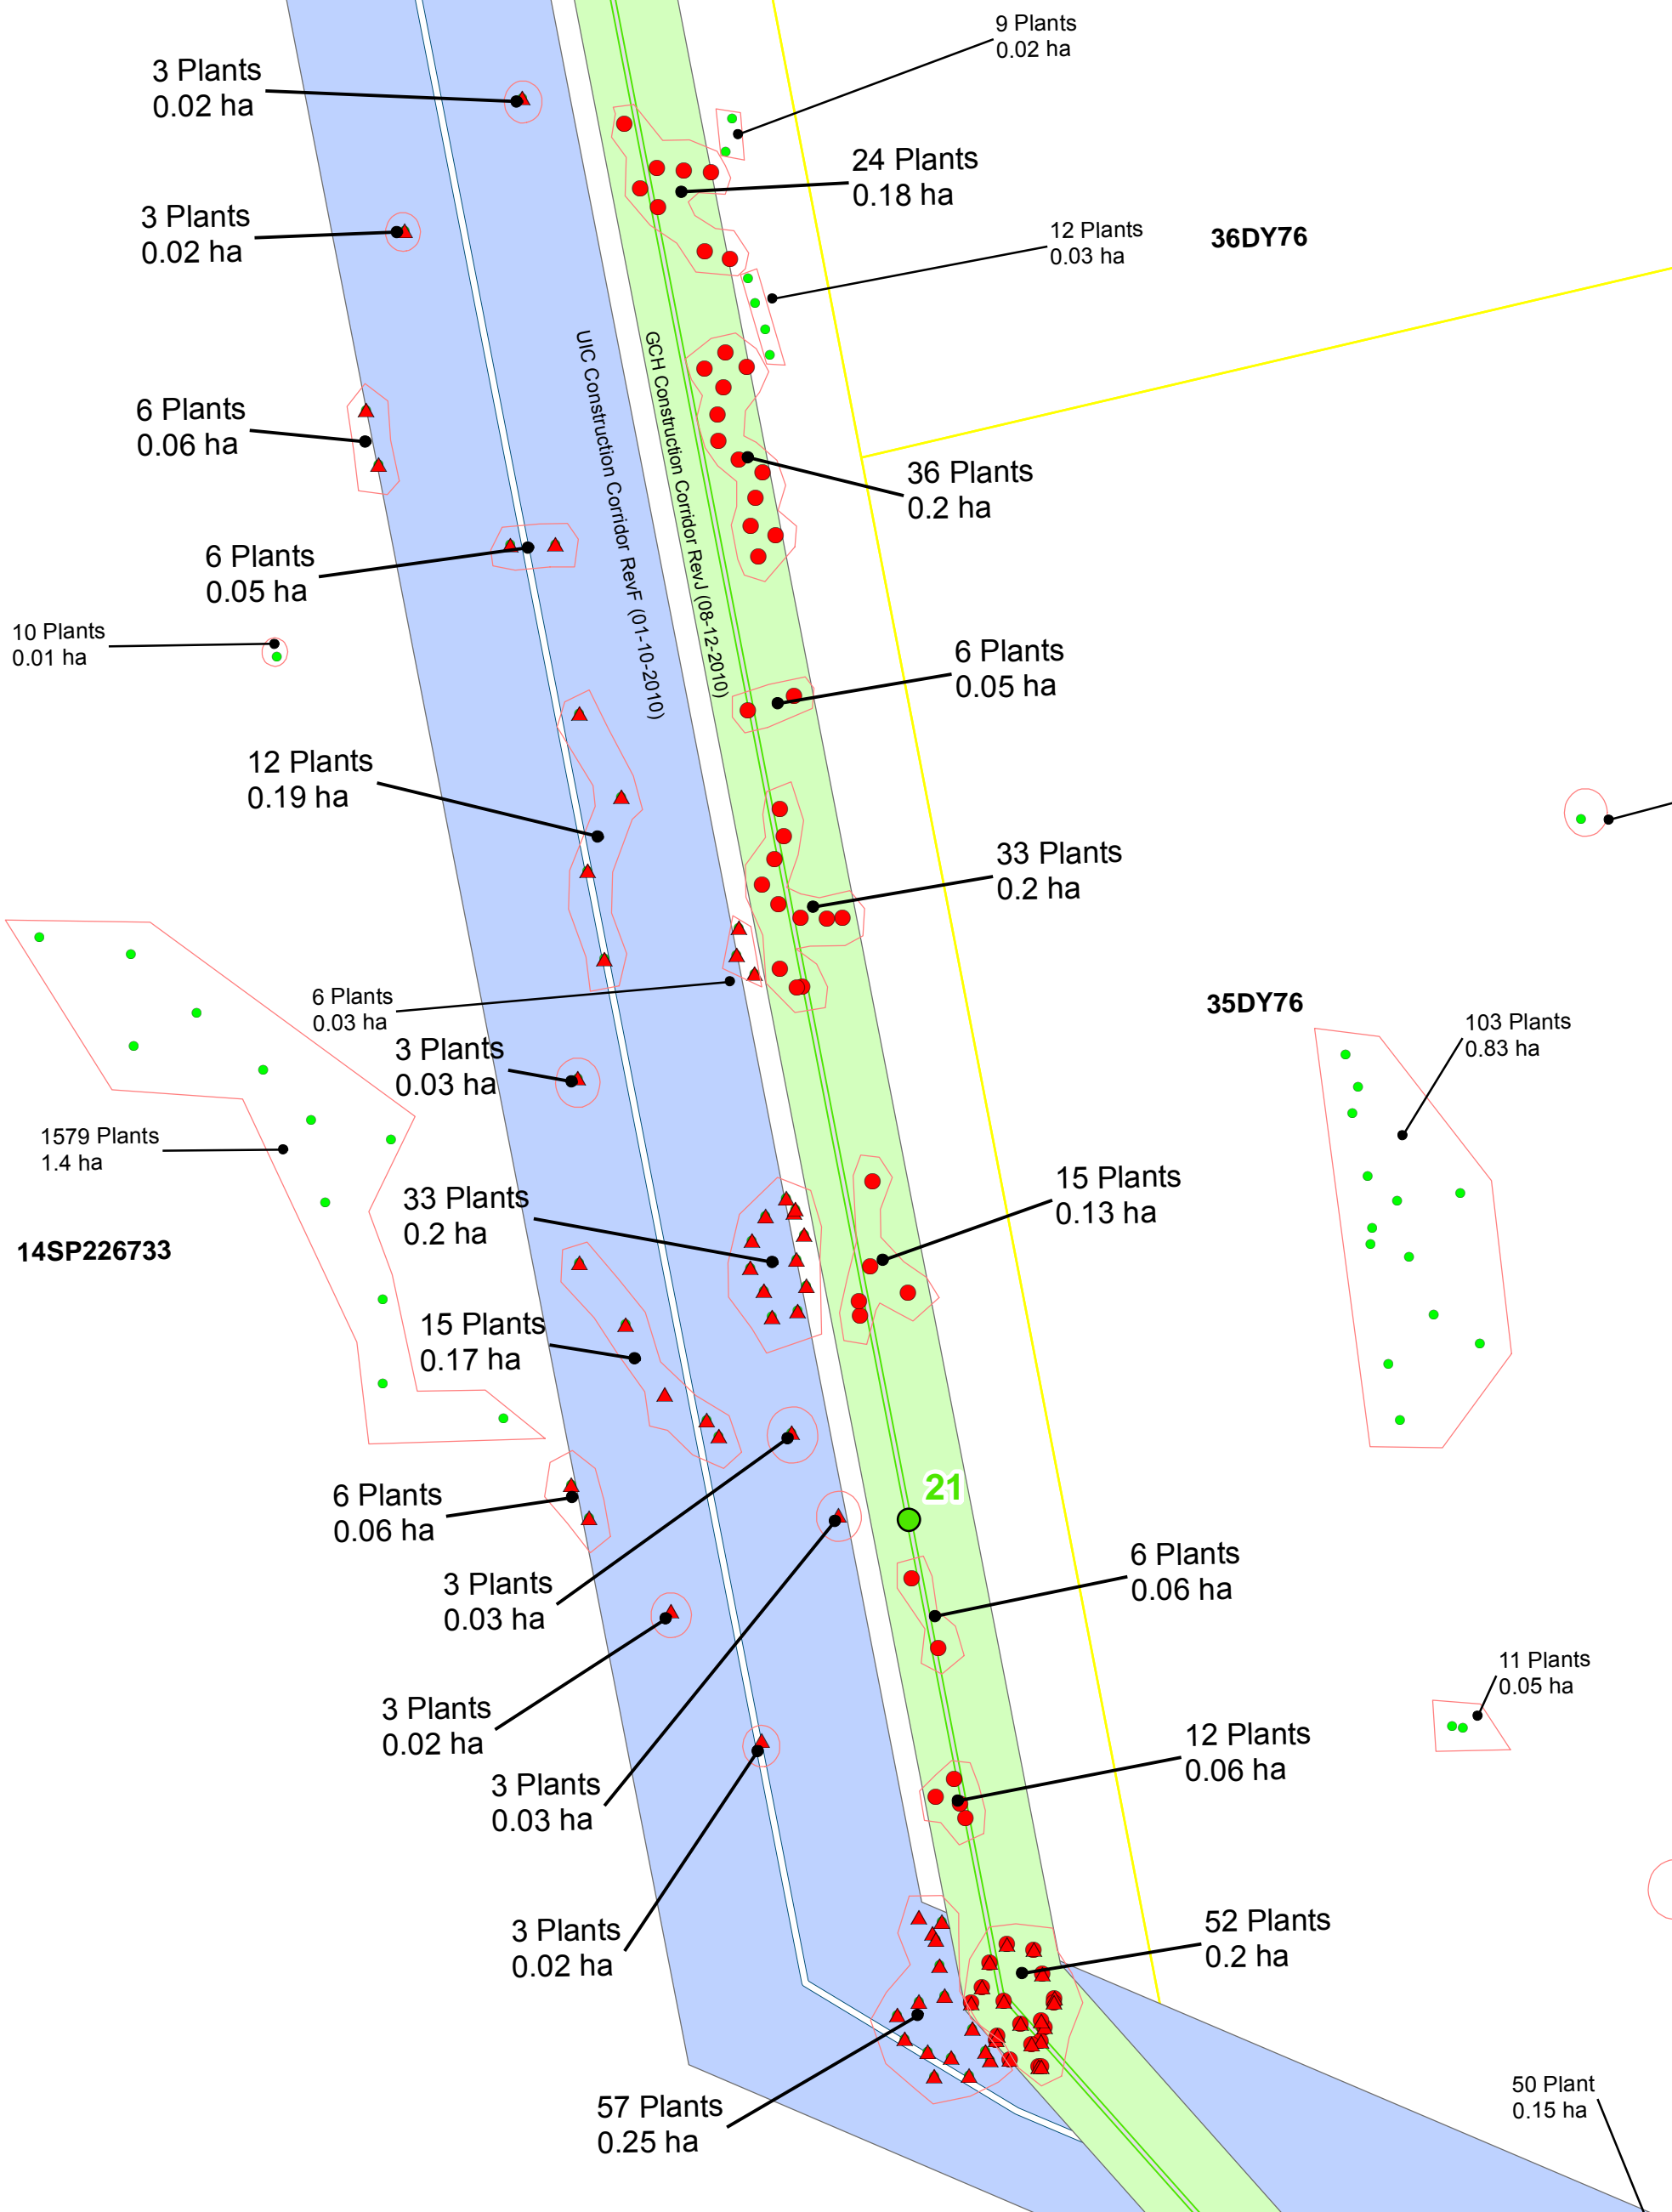 9 Plants
0.02 ha
3 Plants
0.02 ha
24 Plants
0.18 ha
3 Plants
0.02 ha
12 Plants
0.03 ha
36DY76
UIC Construction Corridor RevF (01-10-2010)
GCH Construction Corridor RevJ (08-12-2010)
6 Plants
0.06 ha
36 Plants
0.2 ha
6 Plants
0.05 ha
10 Plants
0.01 ha
6 Plants
0.05 ha
12 Plants
0.19 ha
33 Plants
0.2 ha
6 Plants
0.03 ha
35DY76
103 Plants
0.83 ha
3 Plants
0.03 ha
1579 Plants
1.4 ha
15 Plants
0.13 ha
33 Plants
0.2 ha
14SP226733
15 Plants
0.17 ha
21
6 Plants
0.06 ha
6 Plants
0.06 ha
3 Plants
0.03 ha
11 Plants
0.05 ha
3 Plants
0.02 ha
12 Plants
0.06 ha
3 Plants
0.03 ha
3 Plants
0.02 ha
52 Plants
0.2 ha
57 Plants
0.25 ha
50 Plant
0.15 ha